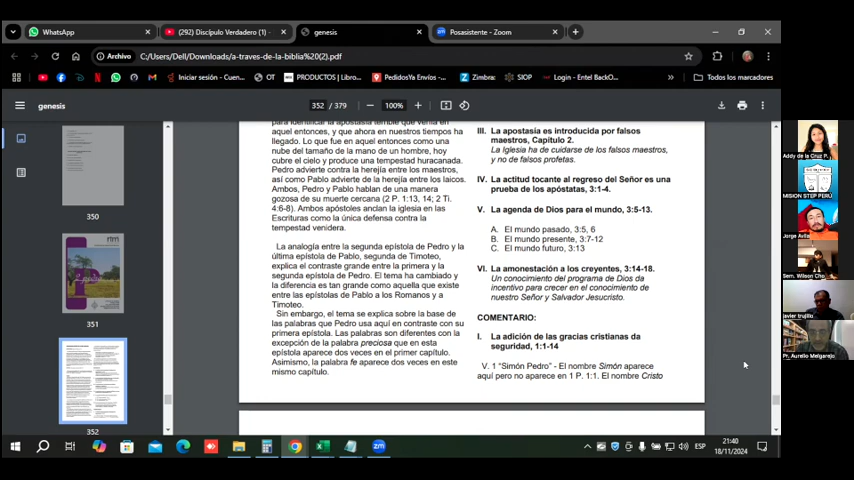 WhatsApp
(292) Discípulo Verdadero (1) -
genesis
Posasistente - Zoom
Archivo
C:/Users/Dell/Downloads/a-traves-de-la-biblia%20(2).pdf
Iniciar sesión - Cuen...
OT
PRODUCTOS | Libro...
PedidosYa Envíos -...
Zimbra:
SIOP
Login - Entel BackO...
Todos los marcadores
genesis
352 / 379
100%
350
351
352
para identificar la apostasía terrible que venía en
aquel entonces, y que ahora en nuestros tiempos ha
llegado. Lo que fue en aquel entonces como una
nube del tamaño de la mano de un hombre, hoy
cubre el cielo y produce una tempestad huracanada.
Pedro advierte contra la herejía entre los maestros,
así como Pablo advierte de la herejía entre los laicos.
Ambos, Pedro y Pablo hablan de una manera
gozosa de su muerte cercana (2 P. 1:13, 14; 2 Ti.
4:6-8). Ambos apóstoles anclan la iglesia en las
Escrituras como la única defensa contra la
tempestad venidera.
La analogía entre la segunda epístola de Pedro y la
última epístola de Pablo, segunda de Timoteo,
explica el contraste grande entre la primera y la
segunda epístola de Pedro. El tema ha cambiado y
la diferencia es tan grande como aquella que existe
entre las epístolas de Pablo a los Romanos y a
Timoteo.
Sin embargo, el tema se explica sobre la base de
las palabras que Pedro usa aquí en contraste con su
primera epístola. Las palabras son diferentes con la
excepción de la palabra preciosa que en esta
epístola aparece dos veces en el primer capítulo.
Asimismo, la palabra fe aparece dos veces en este
mismo capítulo.
III. La apostasía es introducida por falsos
maestros, Capítulo 2.
La Iglesia ha de cuidarse de los falsos maestros,
y no de falsos profetas.
IV. La actitud tocante al regreso del Señor es una
prueba de los apóstatas, 3:1-4.
V. La agenda de Dios para el mundo, 3:5-13.
A. El mundo pasado, 3:5, 6
B. El mundo presente, 3:7-12
C. El mundo futuro, 3:13
VI. La amonestación a los creyentes, 3:14-18.
Un conocimiento del programa de Dios da
incentivo para crecer en el conocimiento de
nuestro Señor y Salvador Jesucristo.
COMENTARIO:
I. La adición de las gracias cristianas da
seguridad, 1:1-14
V. 1 "Simón Pedro" - El nombre Simón aparece
aquí pero no aparece en 1 P. 1:1. El nombre Cristo
Addy de la Cruz P.
MISION STEP PERÚ
Jorge Avila
Sem. Wilson Cho
javier trujillo
Pr. Aurelio Melgarejo
ESP
21:40
18/11/2024